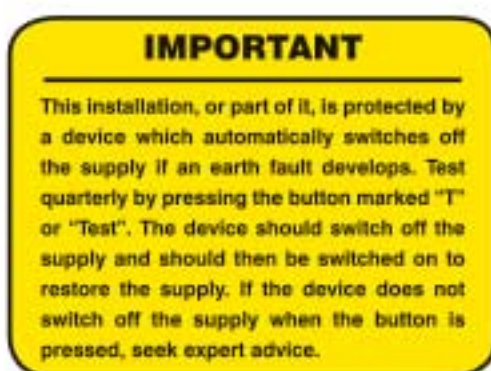 IMPORTANT
This installation, or part of it, is protected by
a device which automatically switches off
the supply if an earth fault develops. Test
quarterly by pressing the button marked "T"
or "Test". The device should switch off the
supply and should then be switched on to
restore the supply. If the device does not
switch off the supply when the button is
pressed, seek expert advice.